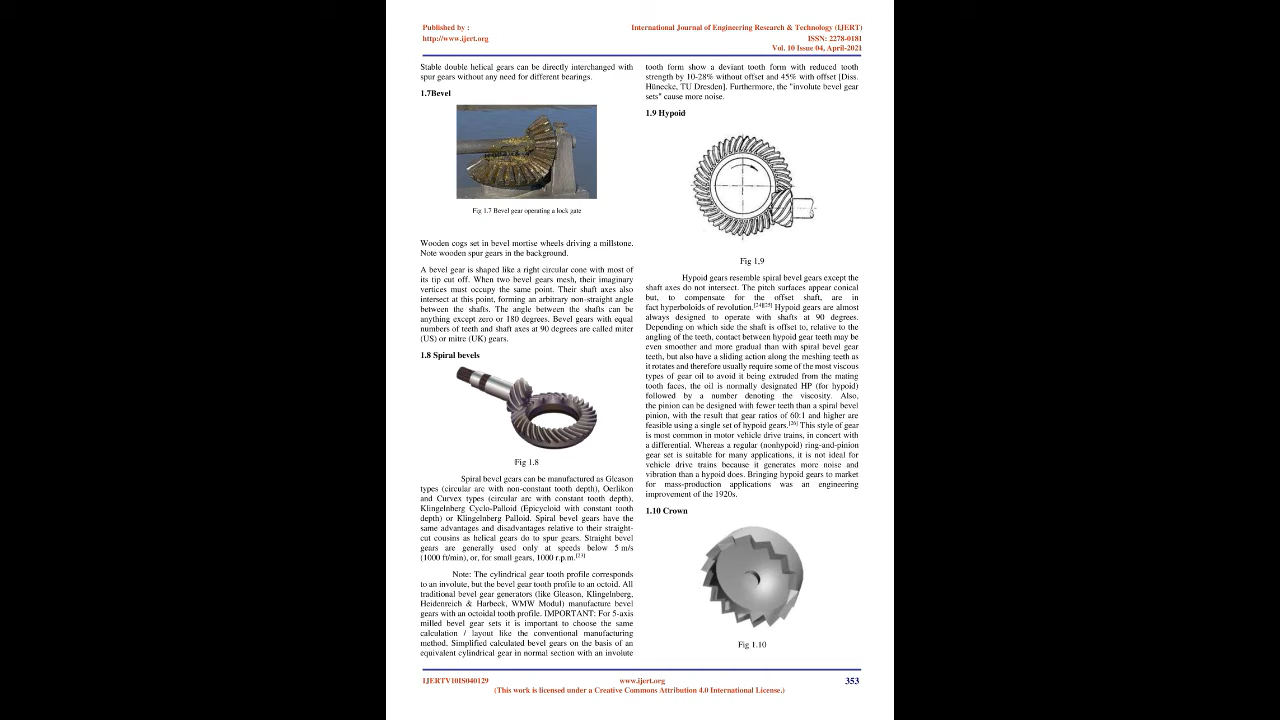 Published by :
http://www.ijert.org
International Journal of Engineering Research & Technology (IJERT)
ISSN: 2278-0181
Vol. 10 Issue 04, April-2021
Stable double helical gears can be directly interchanged with
spur gears without any need for different bearings.
1.7Bevel
Fig 1.7 Bevel gear operating a lock gate
Wooden cogs set in bevel mortise wheels driving a millstone.
Note wooden spur gears in the background.
A bevel gear is shaped like a right circular cone with most of
its tip cut off. When two bevel gears mesh, their imaginary
vertices must occupy the same point. Their shaft axes also
intersect at this point, forming an arbitrary non-straight angle
between the shafts. The angle between the shafts can be
anything except zero or 180 degrees. Bevel gears with equal
numbers of teeth and shaft axes at 90 degrees are called miter
(US) or mitre (UK) gears.
1.8 Spiral bevels
Fig 1.8
Spiral bevel gears can be manufactured as Gleason
types (circular arc with non-constant tooth depth), Oerlikon
and Curvex types (circular arc with constant tooth depth),
Klingelnberg Cyclo-Palloid (Epicycloid with constant tooth
depth) or Klingelnberg Palloid. Spiral bevel gears have the
same advantages and disadvantages relative to their straight-
cut cousins as helical gears do to spur gears. Straight bevel
gears are generally used only at speeds below 5 m/s
(1000 ft/min), or, for small gears, 1000 r.p.m.[23]
Note: The cylindrical gear tooth profile corresponds
to an involute, but the bevel gear tooth profile to an octoid. All
traditional bevel gear generators (like Gleason, Klingelnberg,
Heidenreich & Harbeck, WMW Modul) manufacture bevel
gears with an octoidal tooth profile. IMPORTANT: For 5-axis
milled bevel gear sets it is important to choose the same
calculation / layout like the conventional manufacturing
method. Simplified calculated bevel gears on the basis of an
equivalent cylindrical gear in normal section with an involute
tooth form show a deviant tooth form with reduced tooth
strength by 10-28% without offset and 45% with offset [Diss.
Hünecke, TU Dresden]. Furthermore, the "involute bevel gear
sets" cause more noise.
1.9 Hypoid
Fig 1,9
Hypoid gears resemble spiral bevel gears except the
shaft axes do not intersect. The pitch surfaces appear conical
but, to compensate for the offset shaft, are in
fact hyperboloids of revolution.[24][25] Hypoid gears are almost
always designed to operate with shafts at 90 degrees.
Depending on which side the shaft is offset to, relative to the
angling of the teeth, contact between hypoid gear teeth may be
even smoother and more gradual than with spiral bevel gear
teeth, but also have a sliding action along the meshing teeth as
it rotates and therefore usually require some of the most viscous
types of gear oil to avoid it being extruded from the mating
tooth faces, the oil is normally designated HP (for hypoid)
followed by a number denoting the viscosity. Also,
the pinion can be designed with fewer teeth than a spiral bevel
pinion, with the result that gear ratios of 60:1 and higher are
feasible using a single set of hypoid gears.[26] This style of gear
is most common in motor vehicle drive trains, in concert with
a differential. Whereas a regular (nonhypoid) ring-and-pinion
gear set is suitable for many applications, it is not ideal for
vehicle drive trains because it generates more noise and
vibration than a hypoid does. Bringing hypoid gears to market
for mass-production applications was an engineering
improvement of the 1920s.
1.10 Crown
Fig 1.10
IJERTV10IS040129
www.ijert.org
(This work is licensed under a Creative Commons Attribution 4.0 International License.)
353